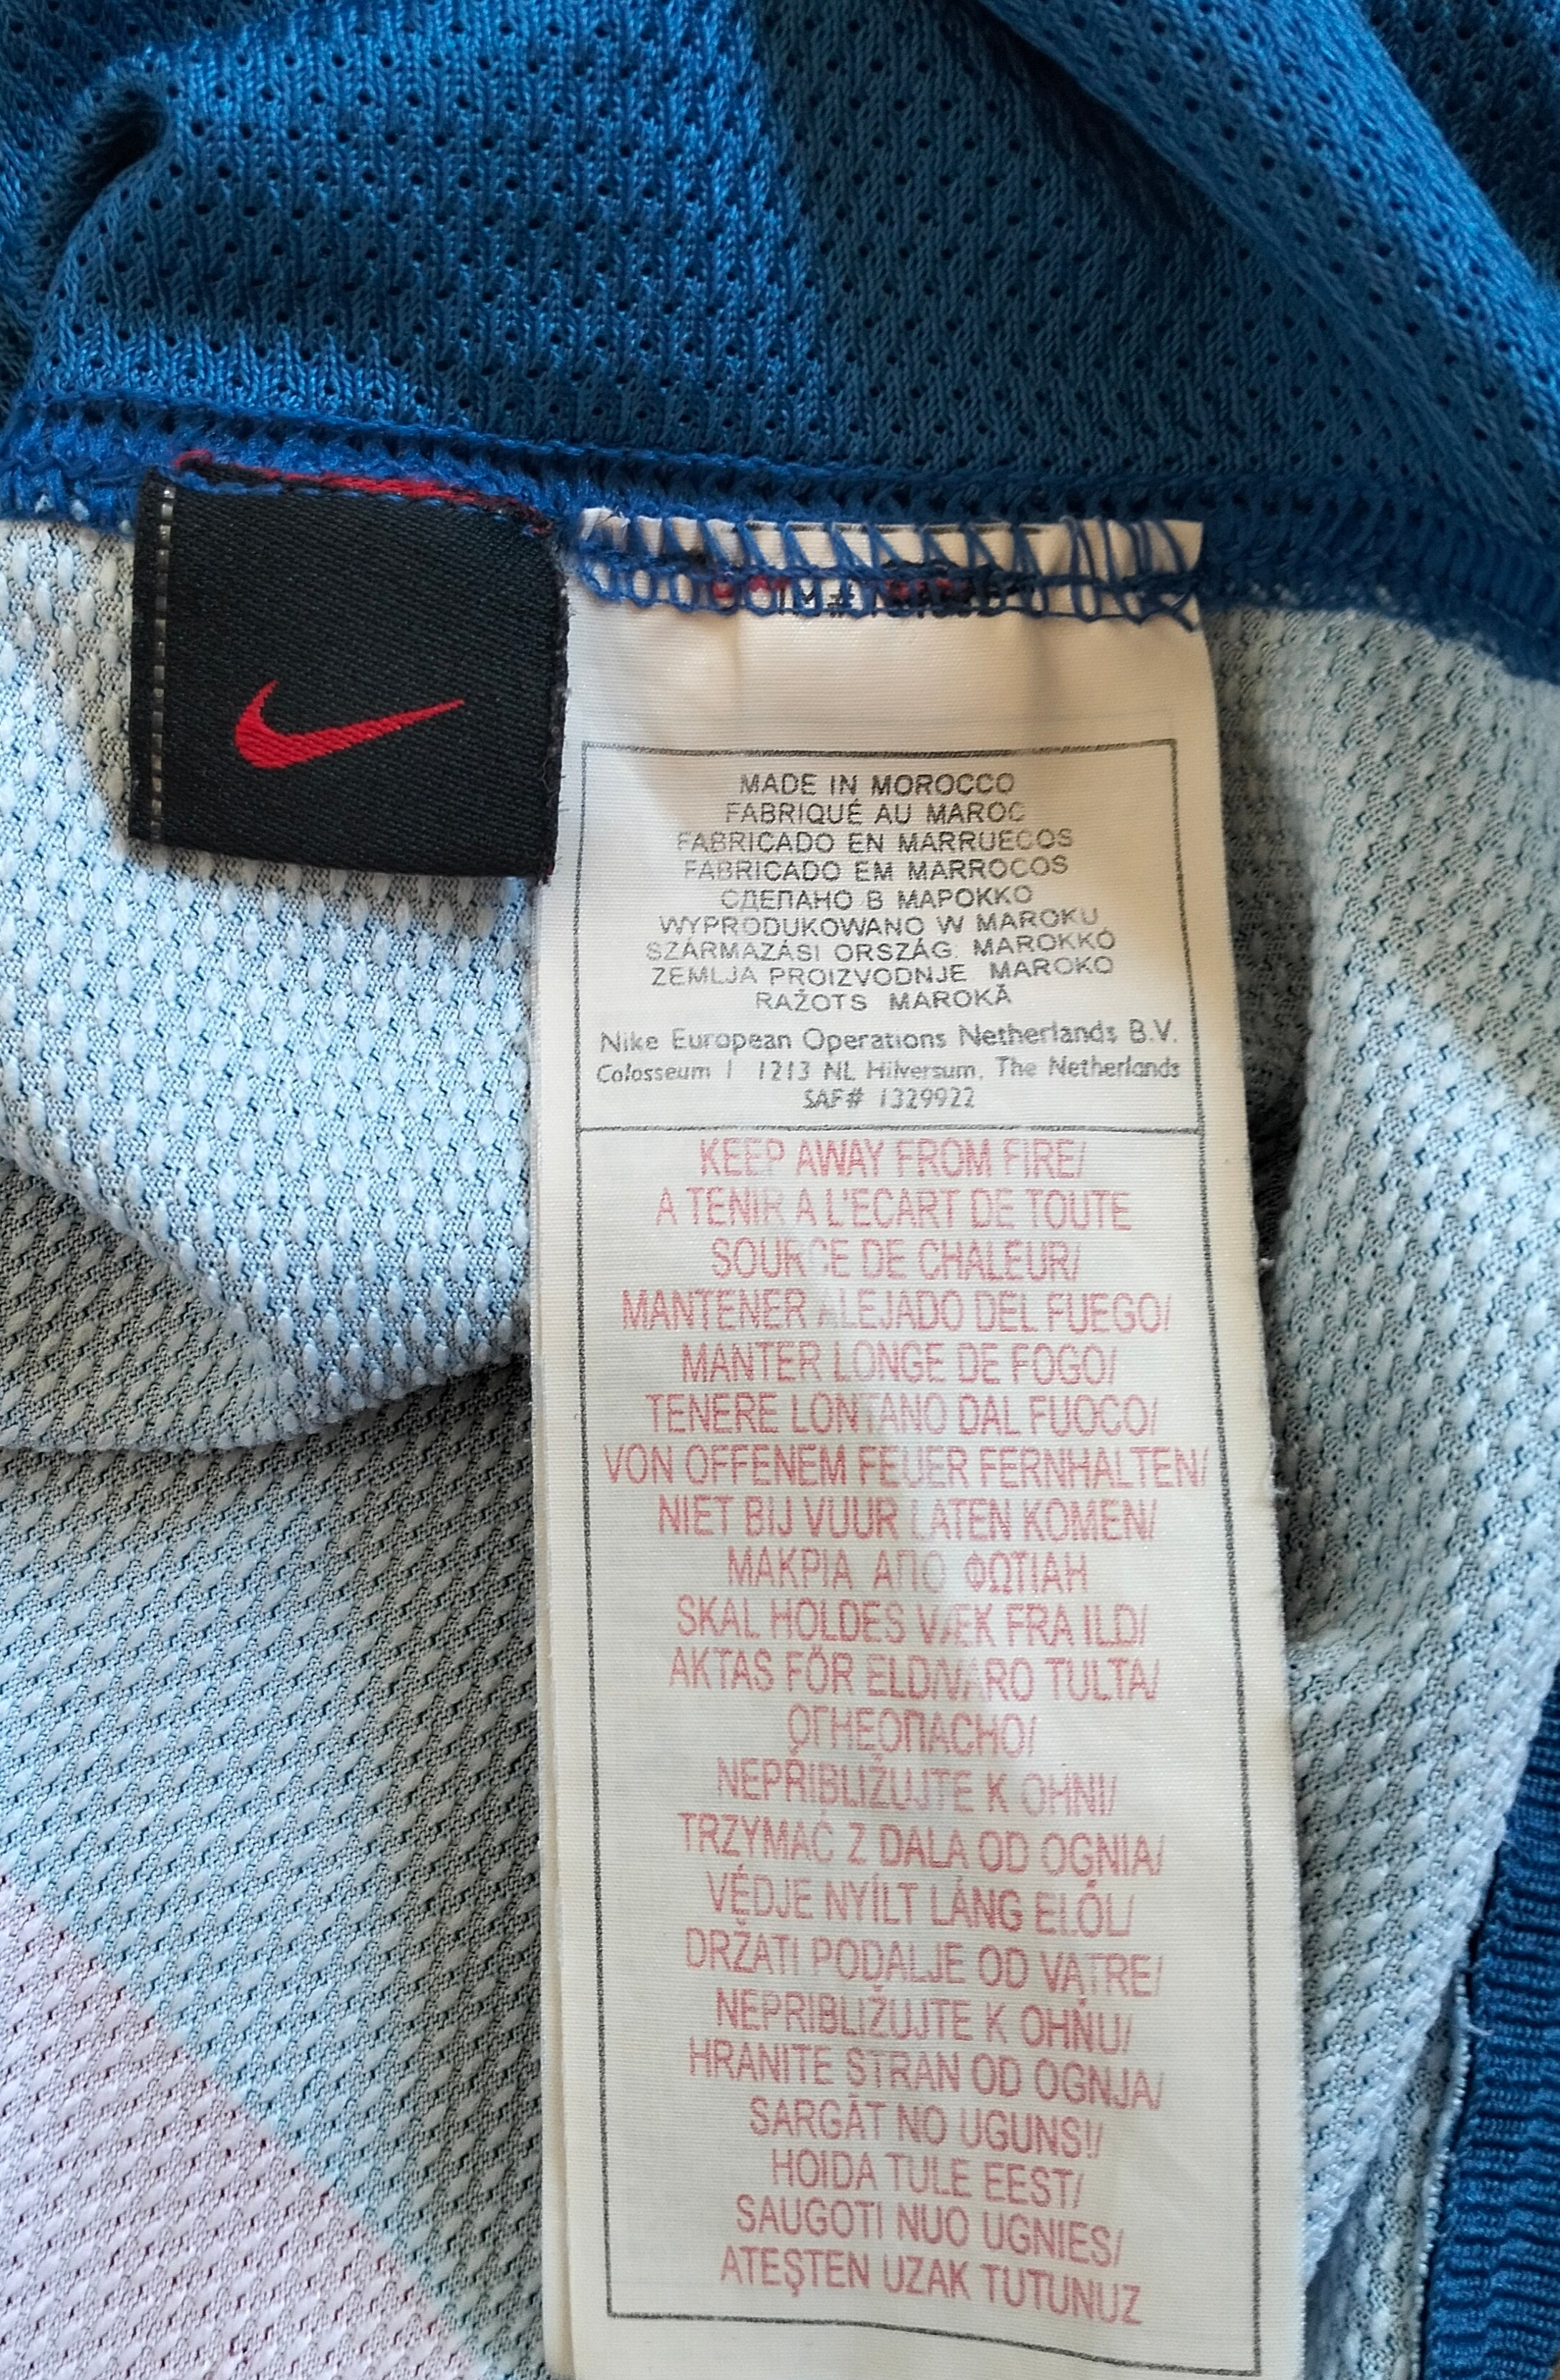 MADE IN MOROCCO
FABRIQUÉ AU MAROC
FABRICADO EN MARRUECOS
FABRICADO EM MARROCOS
СДЕПАНО В МАРОККО
WYPRODUKOWANO W MAROKU
SZÁRMAZÁSI ORSZÁG: MAROKKÓ
ZEMLJA PROIZVODNJE MAROKO
RAŽOTS MAROKĀ
Nike European Operations Netherlands B.V.
Colosseum 1 1213 NL Hilversum, The Netherlands
SAF# 1329922
KEEP AWAY FROM FIRE/
A TENIR A L'ECART DE TOUTE
SOURCE DE CHALEUR/
MANTENER ALEJADO DEL FUEGO/
MANTER LONGE DE FOGO/
TENERE LONTANO DAL FUOCO/
VON OFFENEM FEUER FERNHALTEN/
NIET BIJ VUUR LATEN KOMEN/
ΜΑΚΡΙΑ ΑΠΟ ΦΩΤΙΑΗ
SKAL HOLDES VÆK FRA ILD/
AKTAS FÖR ELD/VARO TULTA/
ОГНЕОПАСНО/
NEPŘIBLIŽUJTE K OHNI/
TRZYMAĆ Z DALA OD OGNIA/
VÉDJE NYÍLT LÁNG ELŐL/
DRŽATI PODALJE OD VATRE/
NEPRIBLIŽUJTE K OHŇU/
HRANITE STRAN OD OGNJA/
SARGĀT NO UGUNS!/
HOIDA TULE EEST/
SAUGOTI NUO UGNIES/
ATEŞTEN UZAK TUTUNUZ